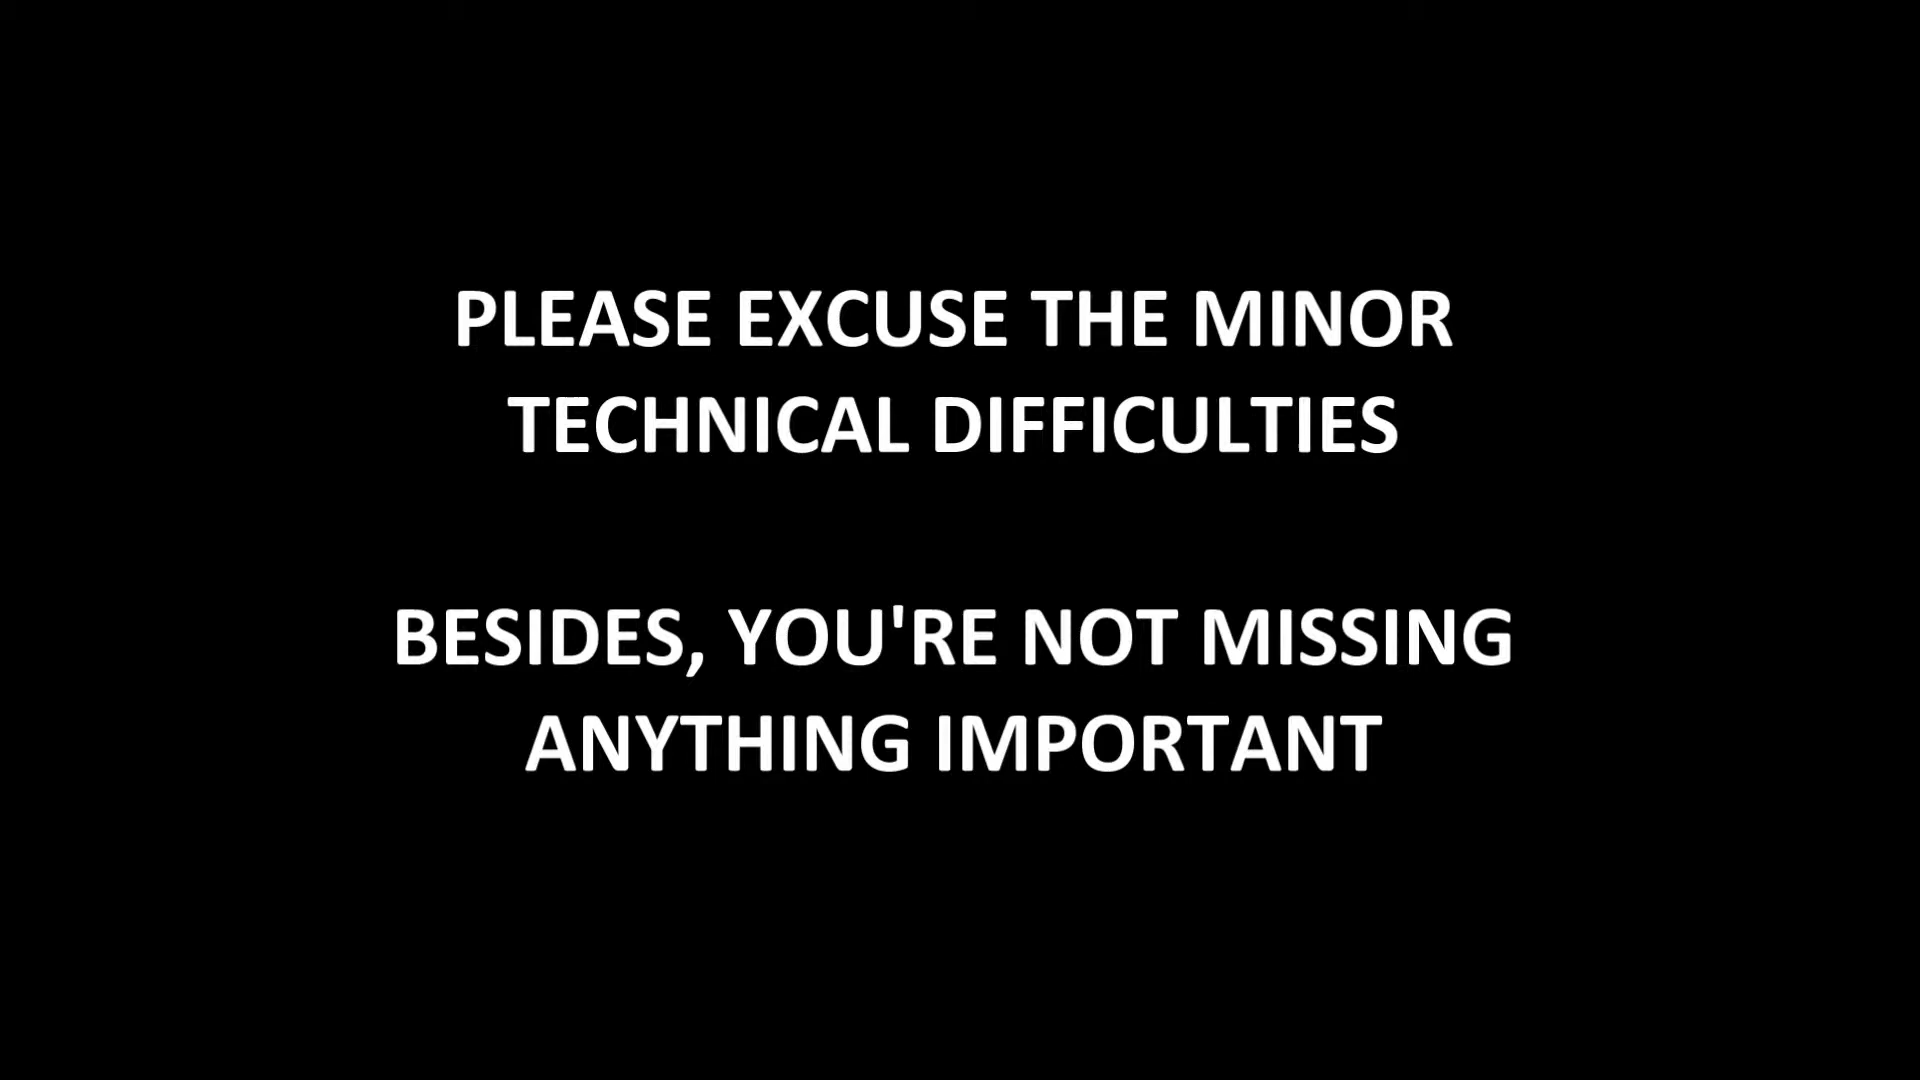 PLEASE EXCUSE THE MINOR
TECHNICAL DIFFICULTIES
BESIDES, YOU'RE NOT MISSING
ANYTHING IMPORTANT